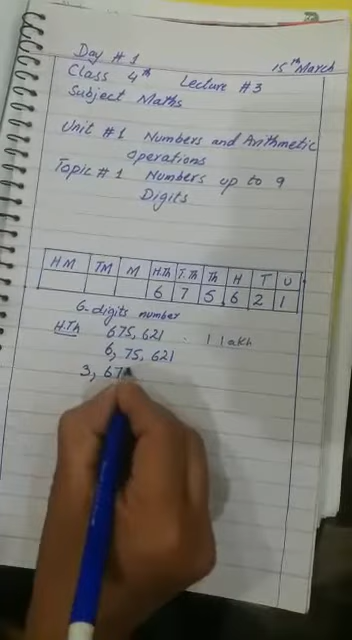 Day # 1 15th March
Class 4th Lecture # 3
Subject Maths
Unit # 1 Numbers and Arithmetic
Operations
Topic # 1 Numbers up to 9
Digits
HM TM M H.Th T.Th Th H T U
6 7 5 6 2 1
6-digits number
H.Th 675,621 . 1 lakh
6,75,621
3,67